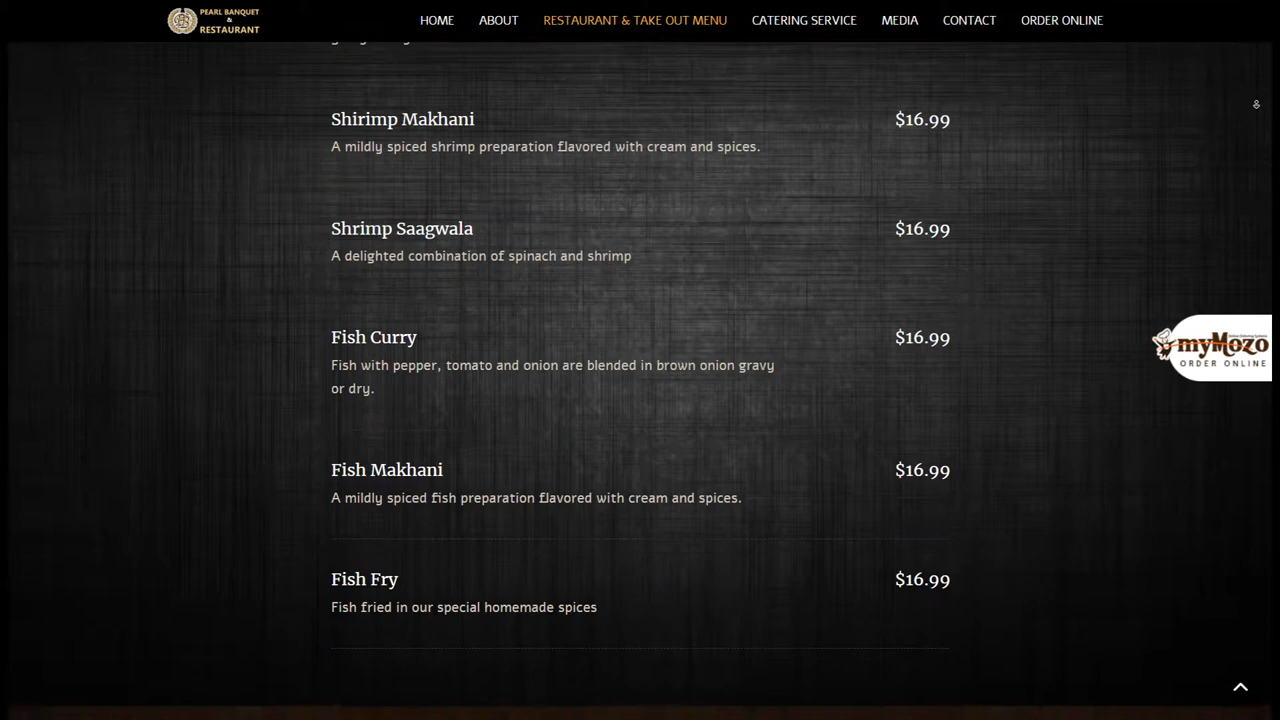 PEARL BANQUET
&
RESTAURANT
HOME ABOUT RESTAURANT & TAKE OUT MENU CATERING SERVICE MEDIA CONTACT ORDER ONLINE
Shirimp Makhani $16.99
A mildly spiced shrimp preparation flavored with cream and spices.
Shrimp Saagwala $16.99
A delighted combination of spinach and shrimp
Fish Curry $16.99
Fish with pepper, tomato and onion are blended in brown onion gravy
or dry.
myMozo
ORDER ONLINE
Fish Makhani $16.99
A mildly spiced fish preparation flavored with cream and spices.
Fish Fry $16.99
Fish fried in our special homemade spices